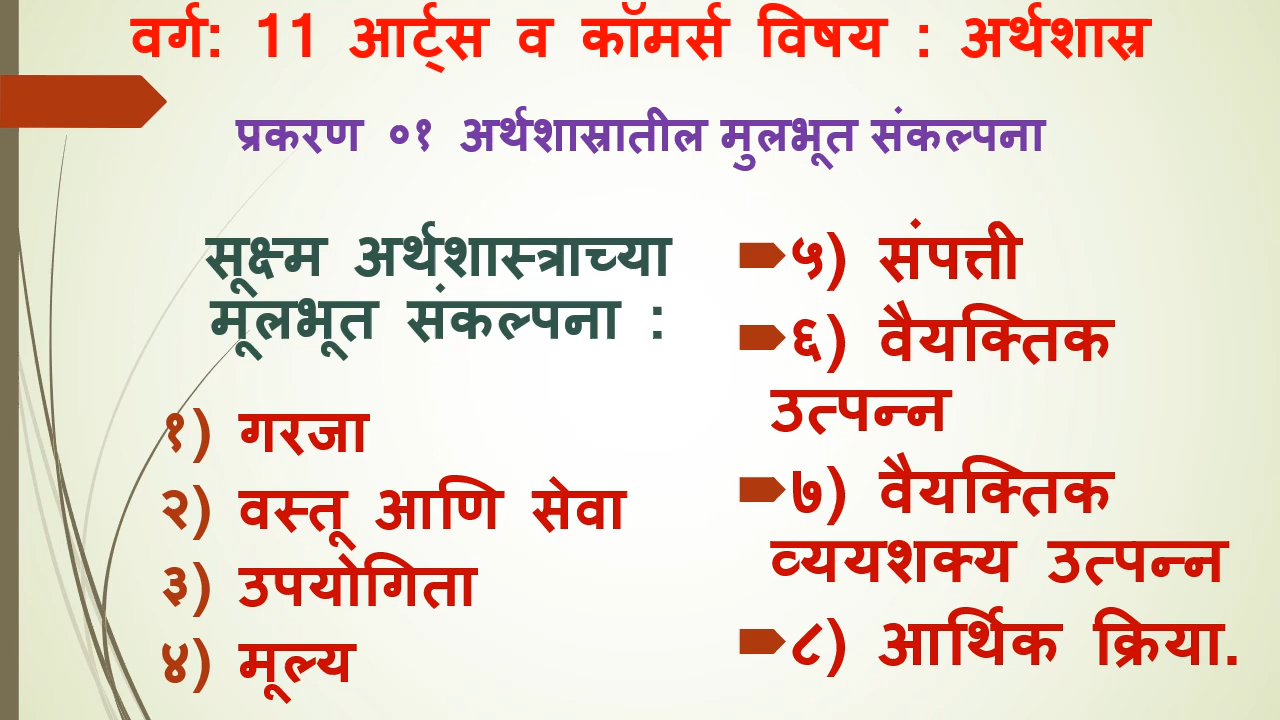 वर्ग: 11 आर्ट्स व कॉमर्स विषय : अर्थशास्र
प्रकरण ०१ अर्थशास्रातील मुलभूत संकल्पना
सूक्ष्म अर्थशास्त्राच्या
मूलभूत संकल्पना :
१) गरजा
२) वस्तू आणि सेवा
३) उपयोगिता
४) मूल्य
५) संपत्ती
६) वैयक्तिक
उत्पन्न
७) वैयक्तिक
व्ययशक्य उत्पन्न
८) आर्थिक क्रिया.